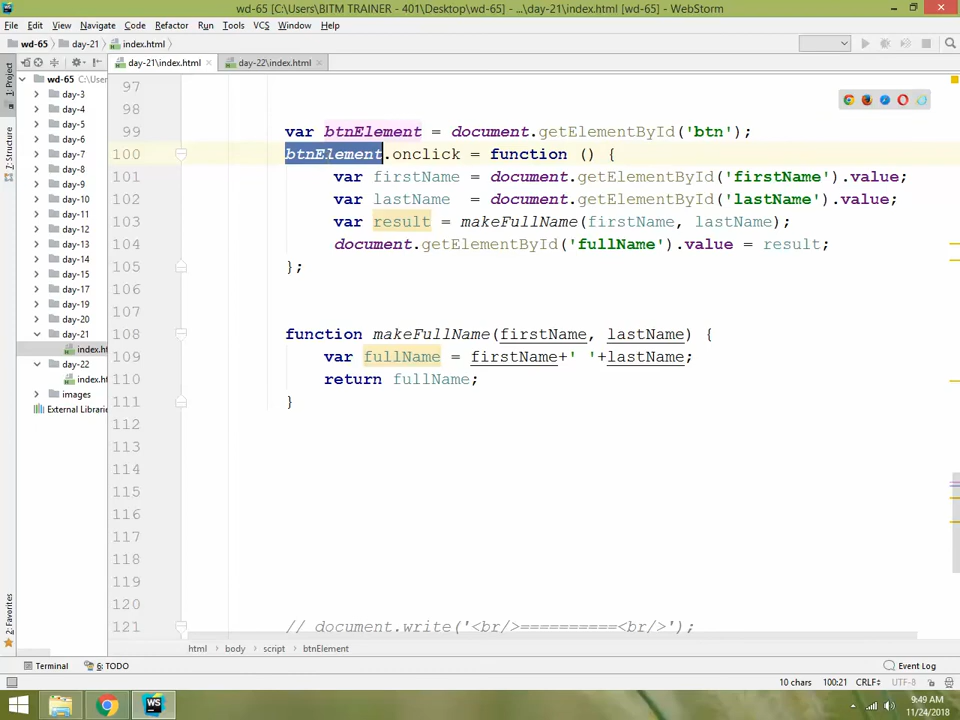 wd-65 [C:\Users\BITM TRAINER - 401\Desktop\wd-65] - ...\day-21\index.html [wd-65] - WebStorm
File Edit View Navigate Code Refactor Run Tools VCS Window Help
wd-65 day-21 index.html
day-21\index.html day-22\index.html
1: Project
7: Structure
2: Favorites
wd-65 C:\User
day-3
day-4
day-5
day-6
day-7
day-8
day-9
day-10
day-11
day-12
day-13
day-14
day-15
day-17
day-19
day-20
day-21
index.ht
day-22
index.ht
images
External Librarie
97
98
99 var btnElement = document.getElementById('btn');
100 btnElement.onclick = function () {
101 var firstName = document.getElementById('firstName').value;
102 var lastName = document.getElementById('lastName').value;
103 var result = makeFullName(firstName, lastName);
104 document.getElementById('fullName').value = result;
105 };
106
107
108 function makeFullName(firstName, lastName) {
109 var fullName = firstName+' '+lastName;
110 return fullName;
111 }
112
113
114
115
116
117
118
119
120
121 // document.write('<br/>==========<br/>');
html body script btnElement
Terminal 6: TODO Event Log
10 chars 100:21 CRLF UTF-8
WS
9:49 AM
11/24/2018